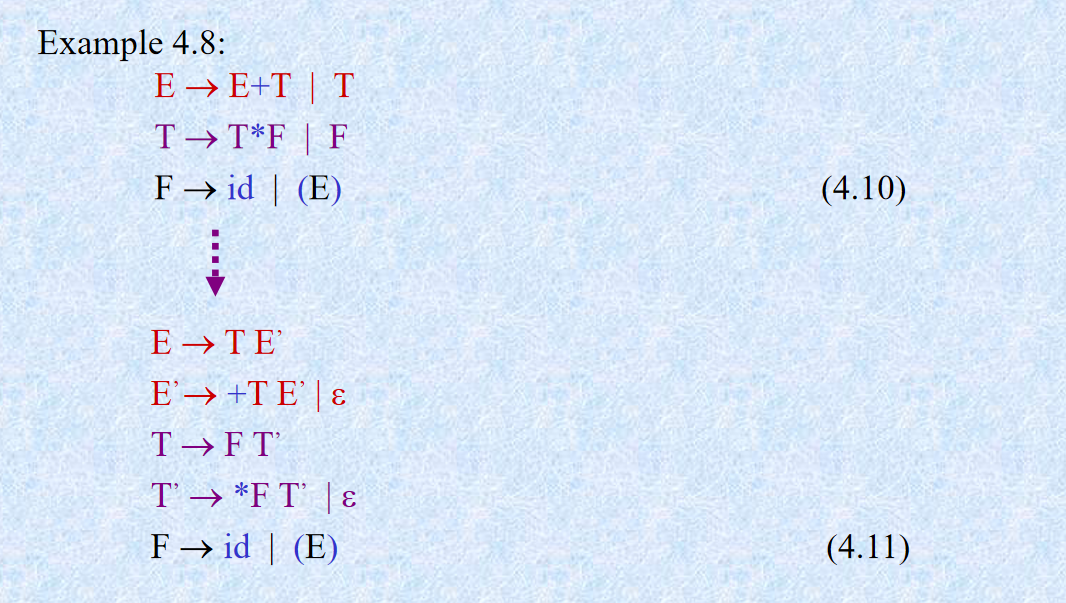 Example 4.8:
E → E+T | T
T → T*F | F
F → id | (E) (4.10)
E → T E’
E’→ +T E’ | ε
T → F T’
T’ → *F T’ | ε
F → id | (E) (4.11)